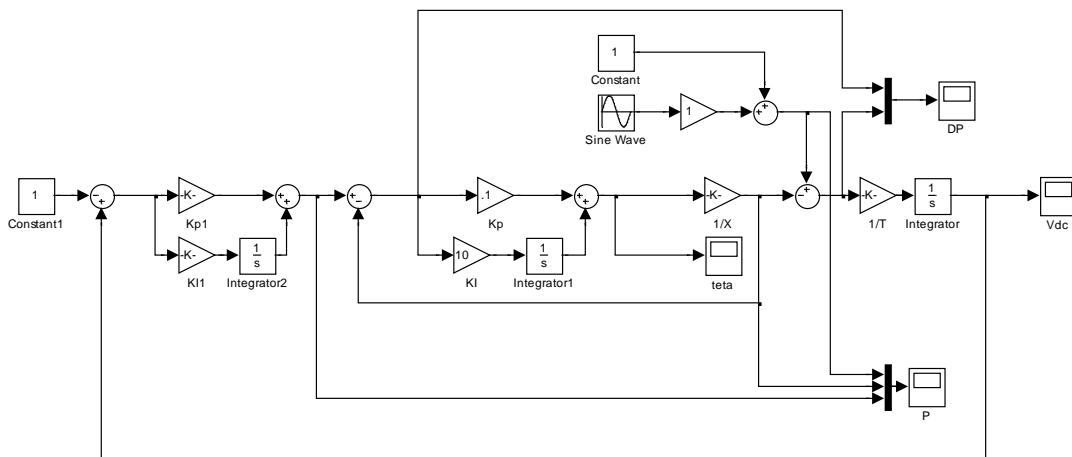 1
Constant
Sine Wave
1
DP
1
Constant1
-K-
Kp1
.1
Kp
-K-
1/X
-K-
1/T
1
s
Integrator
Vdc
-K-
KI1
1
s
Integrator2
10
KI
1
s
Integrator1
teta
P